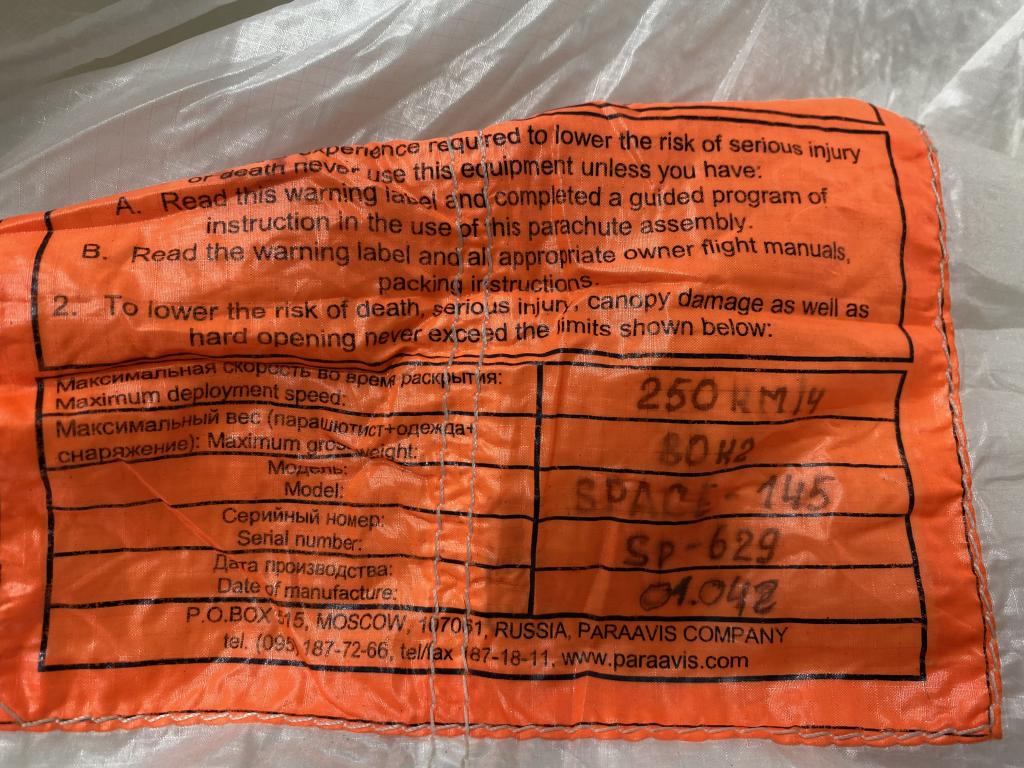 experience required to lower the risk of serious injury
or death never use this equipment unless you have:
A. Read this warning label and completed a guided program of
instruction in the use of this parachute assembly.
B. Read the warning label and all appropriate owner flight manuals,
packing instructions.
2. To lower the risk of death, serious injury, canopy damage as well as
hard opening never exceed the limits shown below:
Максимальная скорость во время раскрытия:
Maximum deployment speed: 250 км/ч
Максимальный вес (парашютист+одежда+
снаряжение): Maximum gross weight: 80 кг
Модель:
Model: SPACE-145
Серийный номер:
Serial number: Sp-629
Дата производства:
Date of manufacture: 01.04г
P.O.BOX 515, MOSCOW, 107061, RUSSIA, PARAAVIS COMPANY
tel. (095) 187-72-66, tel/fax 187-18-11, www.paraavis.com